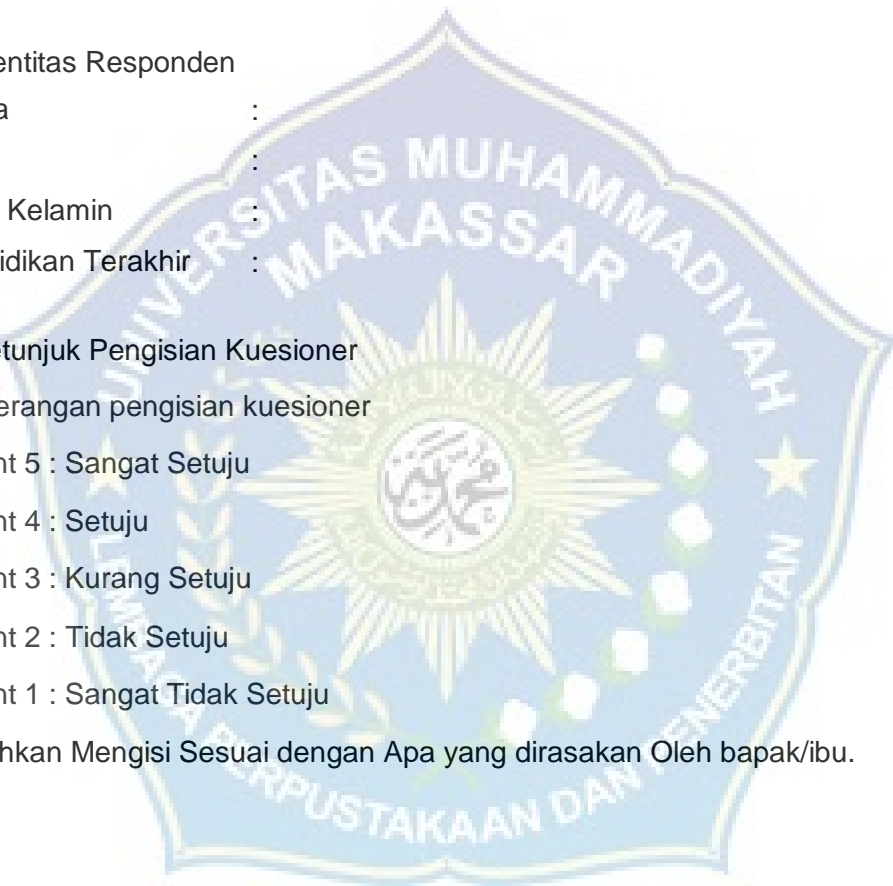 entitas Responden
a :
:
Kelamin :
idikan Terakhir :
etunjuk Pengisian Kuesioner
erangan pengisian kuesioner
nt 5 : Sangat Setuju
nt 4 : Setuju
nt 3 : Kurang Setuju
nt 2 : Tidak Setuju
nt 1 : Sangat Tidak Setuju
hkan Mengisi Sesuai dengan Apa yang dirasakan Oleh bapak/ibu.
UNIVERSITAS MUHAMMADIYAH
MAKASSAR
LEMBAGA PERPUSTAKAAN DAN PENERBITAN